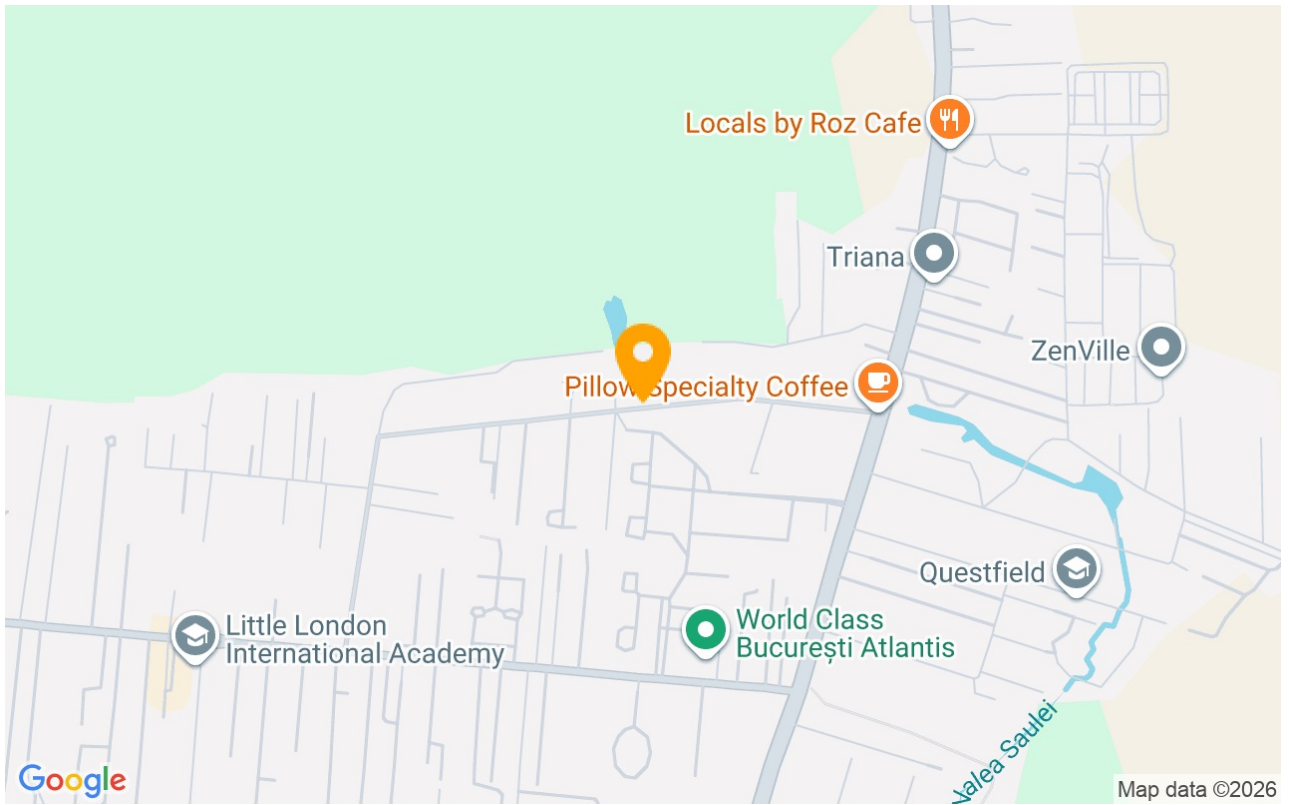 Locals by Roz Cafe
Triana
ZenVille
Pillow Specialty Coffee
Questfield
World Class
București Atlantis
Little London
International Academy
Valea Saulei
Google
Map data ©2026